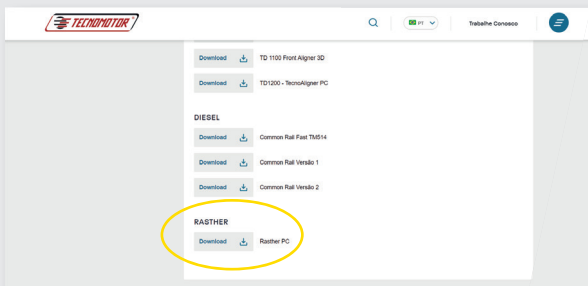 TECNOMOTOR
PT
Trabalhe Conosco
Download TD 1100 Front Aligner 3D
Download TD1200 - TecnoAligner PC
DIESEL
Download Common Rail Fast TM514
Download Common Rail Versão 1
Download Common Rail Versão 2
RASTHER
Download Rasther PC